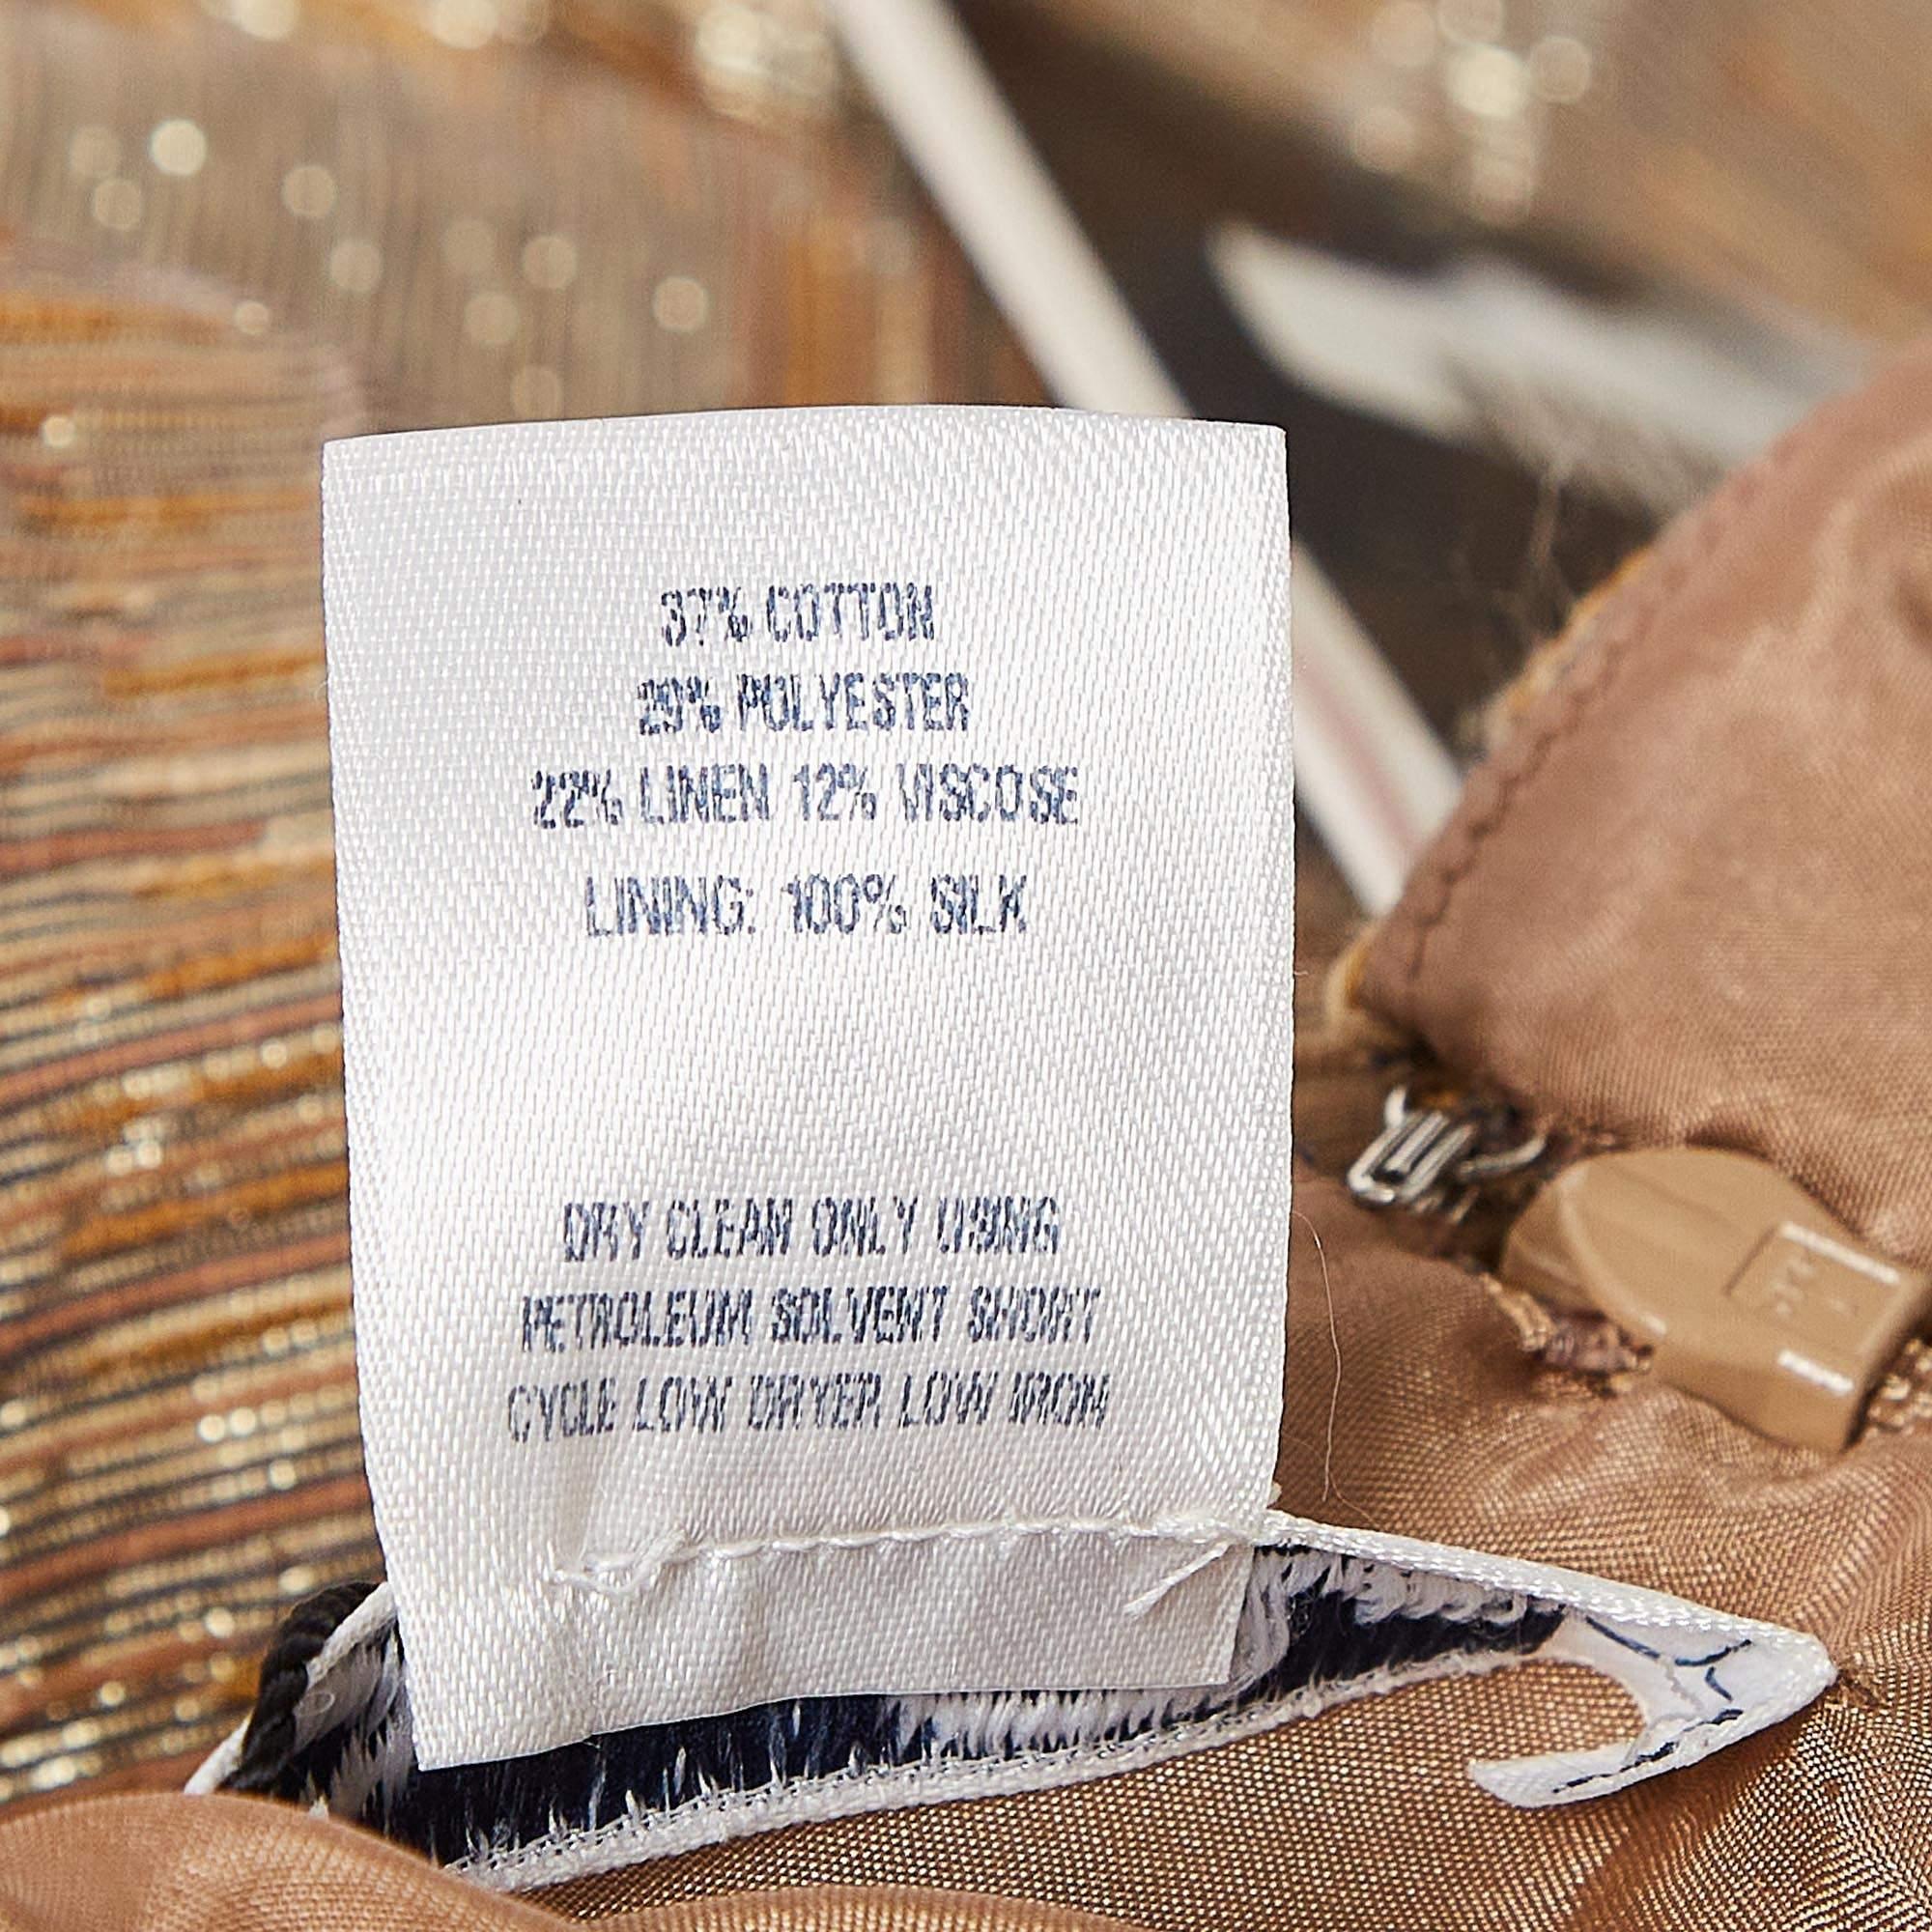 37% COTTON
29% POLYESTER
22% LINEN 12% VISCOSE
LINING: 100% SILK
DRY CLEAN ONLY USING
PETROLEUM SOLVENT SHORT
CYCLE LOW DRYER LOW IRON